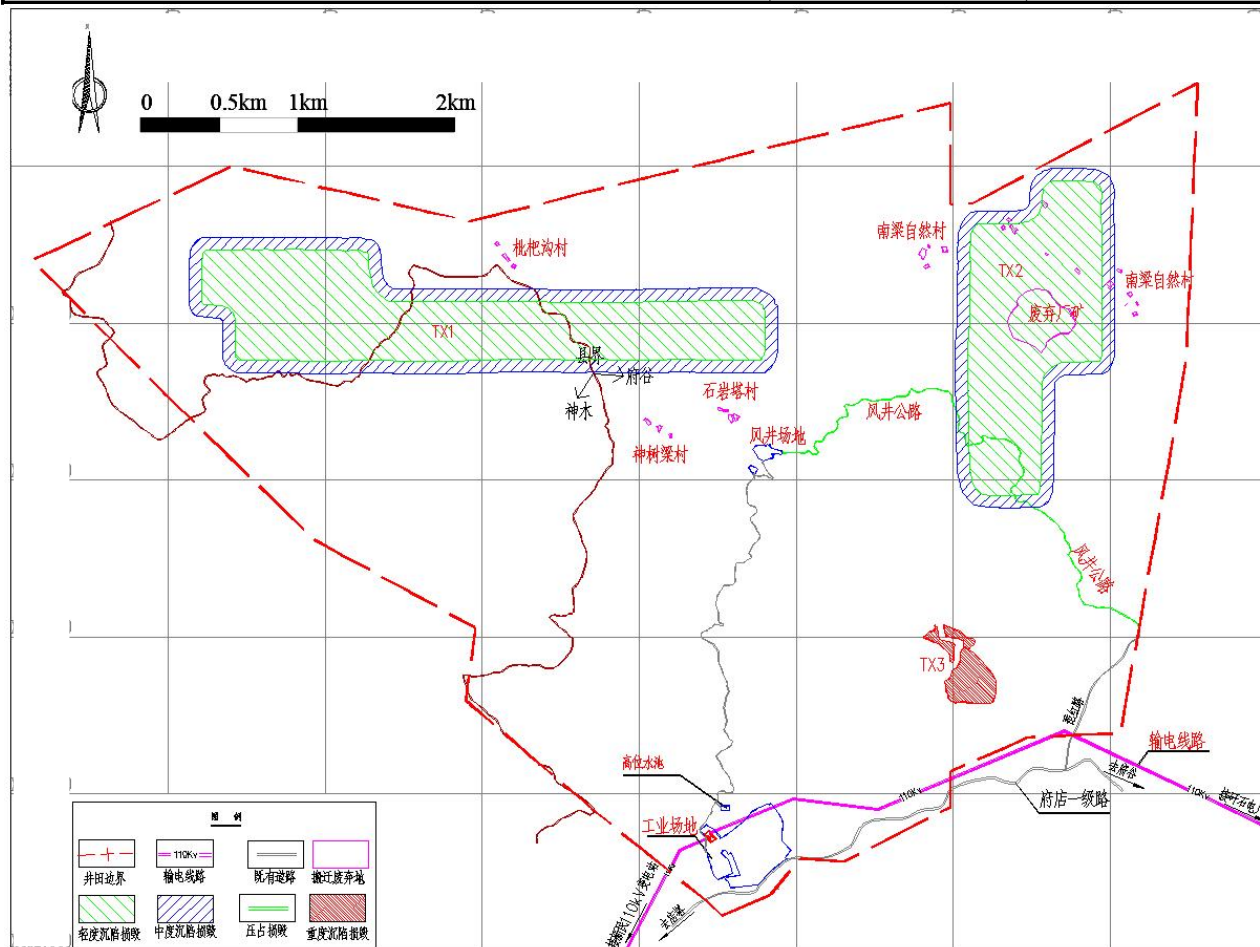 0 0.5km 1km 2km
枇杷沟村
南梁自然村
TX2
南梁自然村
废弃厂矿
TX1
县界
府谷
神木
石岩塔村
风井公路
神树梁村
风井场地
风井公路
TX3
输电线路
去府谷
高位水池
110Kv
110Kv
府店一级路
工业场地
图 例
井田边界
110Kv
输电线路
既有道路
搬迁废弃地
轻度沉陷损毁
中度沉陷损毁
压占损毁
重度沉陷损毁